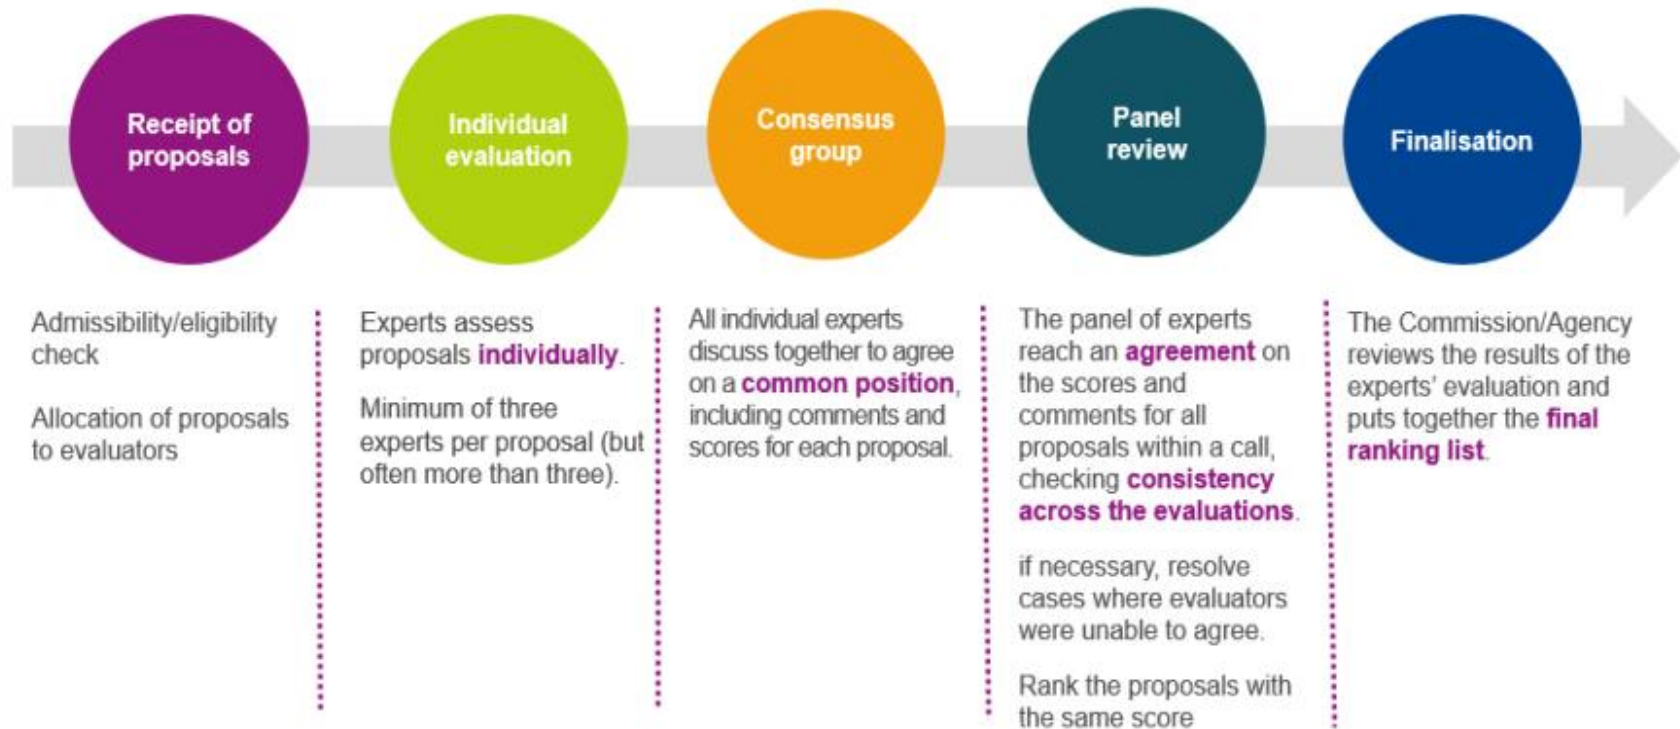 Receipt of
proposals
Individual
evaluation
Consensus
group
Panel
review
Finalisation
Admissibility/eligibility
check
Allocation of proposals
to evaluators
Experts assess
proposals individually.
Minimum of three
experts per proposal (but
often more than three).
All individual experts
discuss together to agree
on a common position,
including comments and
scores for each proposal.
The panel of experts
reach an agreement on
the scores and
comments for all
proposals within a call,
checking consistency
across the evaluations.
if necessary, resolve
cases where evaluators
were unable to agree.
Rank the proposals with
the same score
The Commission/Agency
reviews the results of the
experts' evaluation and
puts together the final
ranking list.